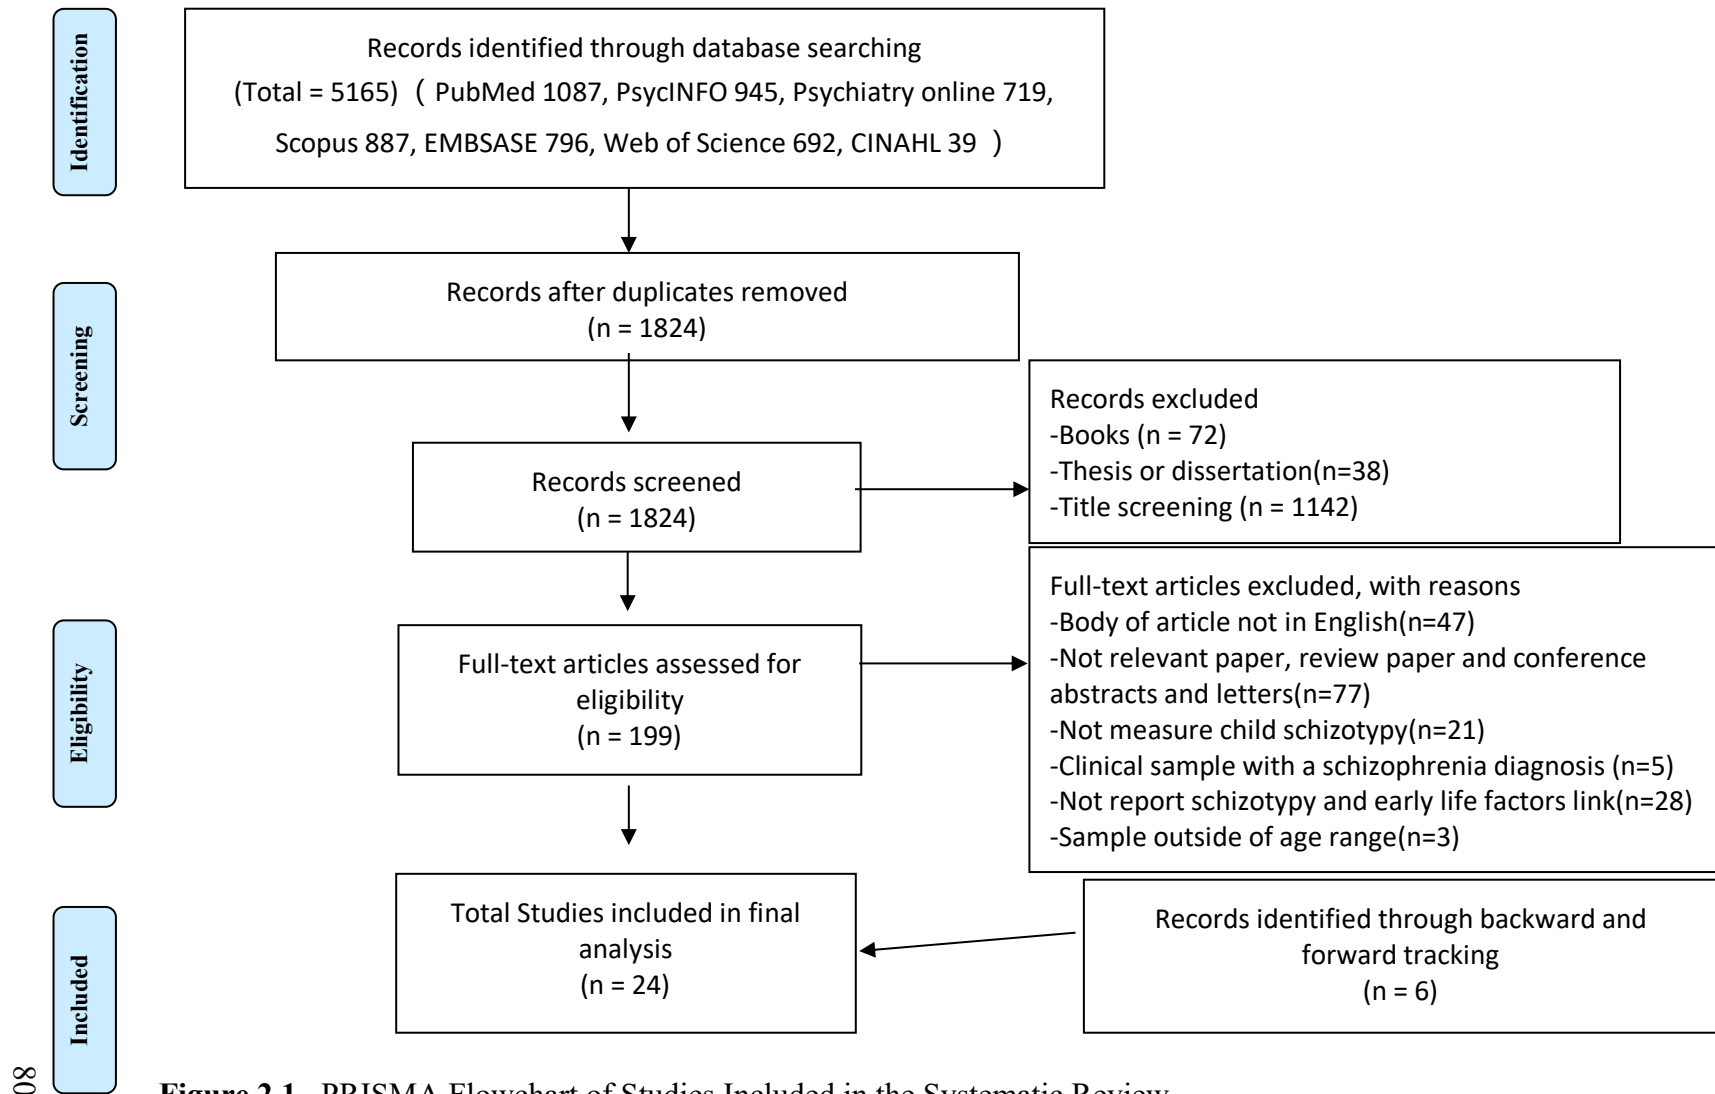 Identification
Records identified through database searching
(Total = 5165) ( PubMed 1087, PsycINFO 945, Psychiatry online 719,
Scopus 887, EMBSASE 796, Web of Science 692, CINAHL 39 )
Screening
Records after duplicates removed
(n = 1824)
Records screened
(n = 1824)
Records excluded
-Books (n = 72)
-Thesis or dissertation(n=38)
-Title screening (n = 1142)
Eligibility
Full-text articles assessed for
eligibility
(n = 199)
Full-text articles excluded, with reasons
-Body of article not in English(n=47)
-Not relevant paper, review paper and conference
abstracts and letters(n=77)
-Not measure child schizotypy(n=21)
-Clinical sample with a schizophrenia diagnosis (n=5)
-Not report schizotypy and early life factors link(n=28)
-Sample outside of age range(n=3)
Included
Total Studies included in final
analysis
(n = 24)
Records identified through backward and
forward tracking
(n = 6)
308
Figure 2.1 PRISMA Flowchart of Studies Included in the Systematic Review